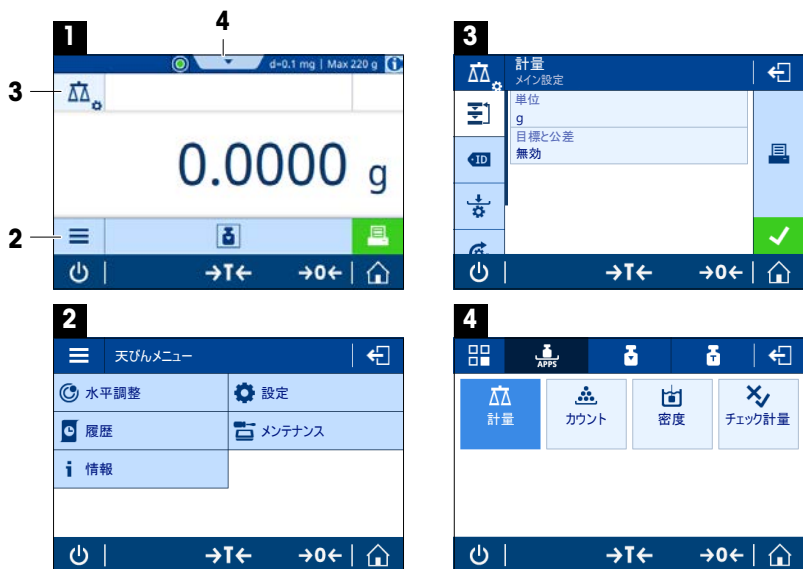 1
4
d=0.1 mg | Max 220 g
3
0.0000 g
2
→T←
→0←
2
天びんメニュー
水平調整
設定
履歴
メンテナンス
情報
→T←
→0←
3
計量
メイン設定
単位
g
ID
目標と公差
無効
→T←
→0←
4
APPS
T
計量
カウント
密度
チェック計量
→T←
→0←